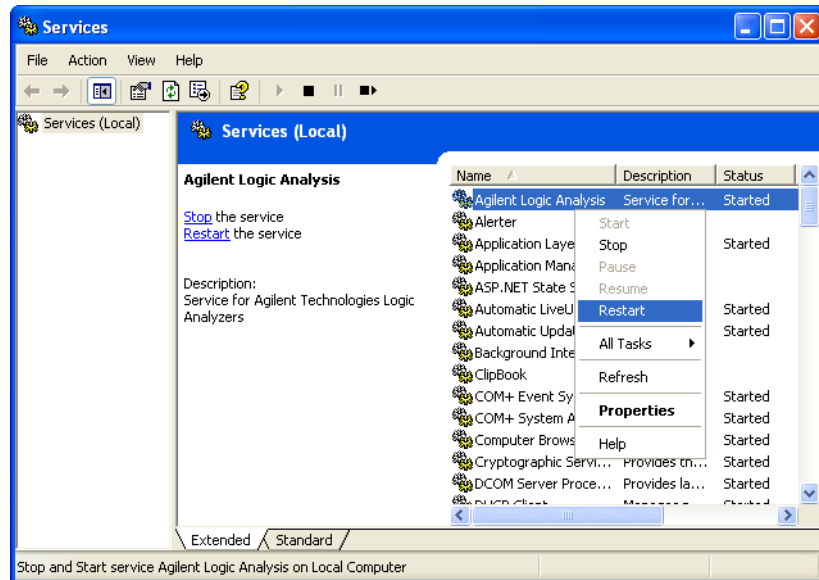 Services
File Action View Help
Services (Local)
Services (Local)
Agilent Logic Analysis
Stop the service
Restart the service
Description:
Service for Agilent Technologies Logic
Analyzers
Name Description Status
Agilent Logic Analysis Service for... Started
Alerter
Application Laye Started
Application Mana
ASP.NET State S
Automatic LiveU Started
Automatic Updat Started
Background Inte
ClipBook
COM+ Event Sy Started
COM+ System A Started
Computer Brows Started
Cryptographic Servi... Provides th... Started
DCOM Server Proce... Provides la... Started
Start
Stop
Pause
Resume
Restart
All Tasks
Refresh
Properties
Help
Extended Standard
Stop and Start service Agilent Logic Analysis on Local Computer